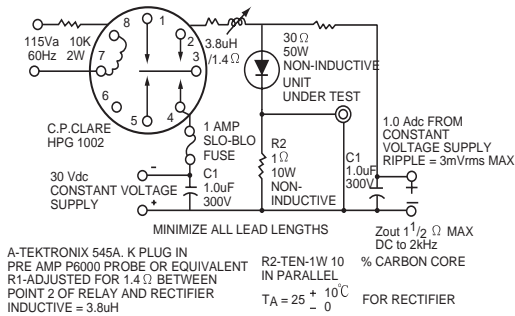 115Va
60Hz
10K
2W
8
1
7
2
3
6
5
4
C.P.CLARE
HPG 1002
3.8uH
/1.4 Ω
30 Ω
50W
NON-INDUCTIVE
UNIT
UNDER TEST
1 AMP
SLO-BLO
FUSE
R2
1 Ω
10W
NON-
INDUCTIVE
C1
1.0uF
300V
1.0 Adc FROM
CONSTANT
VOLTAGE SUPPLY
RIPPLE = 3mVrms MAX
30 Vdc
CONSTANT VOLTAGE
SUPPLY
-
+
C1
1.0uF
300V
+
-
MINIMIZE ALL LEAD LENGTHS
Zout 1 1/2 Ω MAX
DC to 2kHz
A-TEKTRONIX 545A. K PLUG IN
PRE AMP P6000 PROBE OR EQUIVALENT
R1-ADJUSTED FOR 1.4 Ω BETWEEN
POINT 2 OF RELAY AND RECTIFIER
INDUCTIVE = 3.8uH
R2-TEN-1W 10 % CARBON CORE
IN PARALLEL
TA = 25 + 10°C - 0 FOR RECTIFIER